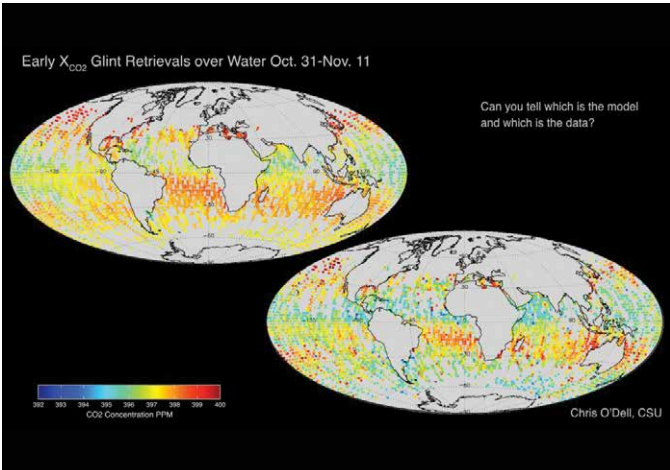 Early XCO2 Glint Retrievals over Water Oct. 31-Nov. 11
Can you tell which is the model
and which is the data?
392 393 394 395 396 397 398 399 400
CO2 Concentration PPM
Chris O'Dell, CSU